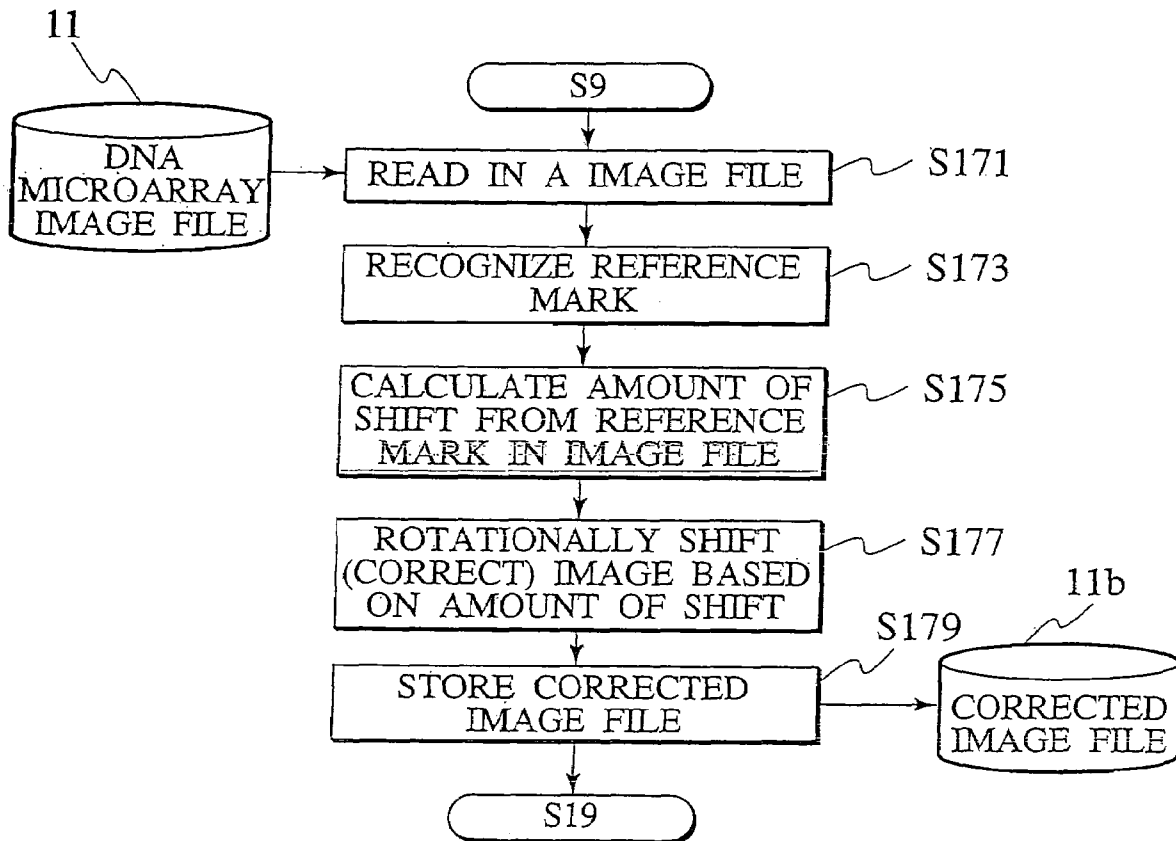 11
S9
DNA
MICROARRAY
IMAGE FILE
READ IN A IMAGE FILE
S171
RECOGNIZE REFERENCE
MARK
S173
CALCULATE AMOUNT OF
SHIFT FROM REFERENCE
MARK IN IMAGE FILE
S175
ROTATIONALLY SHIFT
(CORRECT) IMAGE BASED
ON AMOUNT OF SHIFT
S177
11b
S179
STORE CORRECTED
IMAGE FILE
CORRECTED
IMAGE FILE
S19